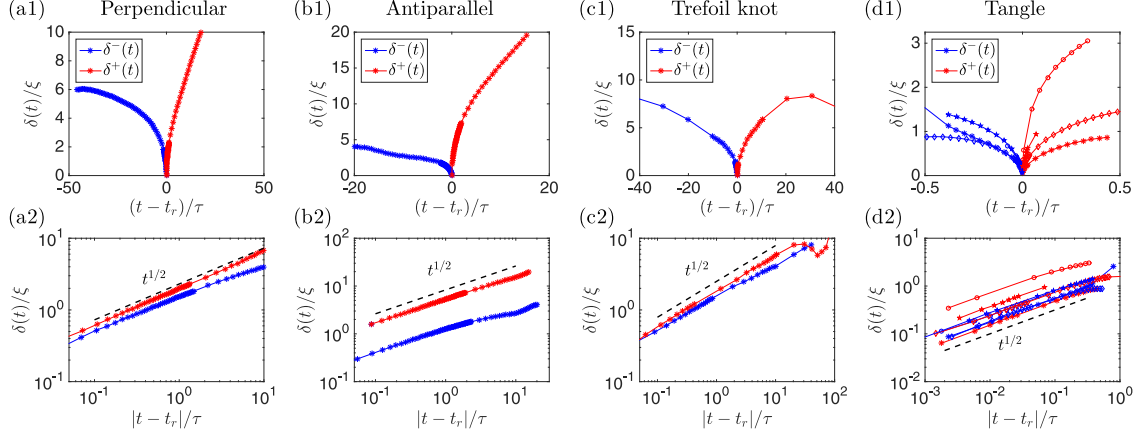 (a1) Perpendicular
10
8
6
4
2
0
δ(t)/ξ
δ⁻(t)
δ⁺(t)
-50 0 50
(t − t_r)/τ
(b1) Antiparallel
20
15
10
5
0
δ(t)/ξ
δ⁻(t)
δ⁺(t)
-20 0 20
(t − t_r)/τ
(c1) Trefoil knot
15
10
5
0
δ(t)/ξ
δ⁻(t)
δ⁺(t)
-40 -20 0 20 40
(t − t_r)/τ
(d1) Tangle
3
2
1
0
δ(t)/ξ
δ⁻(t)
δ⁺(t)
-0.5 0 0.5
(t − t_r)/τ
(a2)
10¹
10⁰
10⁻¹
δ(t)/ξ
t^{1/2}
10⁻¹ 10⁰ 10¹
|t − t_r|/τ
(b2)
10²
10¹
10⁰
10⁻¹
δ(t)/ξ
t^{1/2}
10⁻¹ 10⁰ 10¹
|t − t_r|/τ
(c2)
10¹
10⁰
10⁻¹
δ(t)/ξ
t^{1/2}
10⁻¹ 10⁰ 10¹ 10²
|t − t_r|/τ
(d2)
10¹
10⁰
10⁻¹
10⁻²
δ(t)/ξ
t^{1/2}
10⁻³ 10⁻² 10⁻¹ 10⁰
|t − t_r|/τ